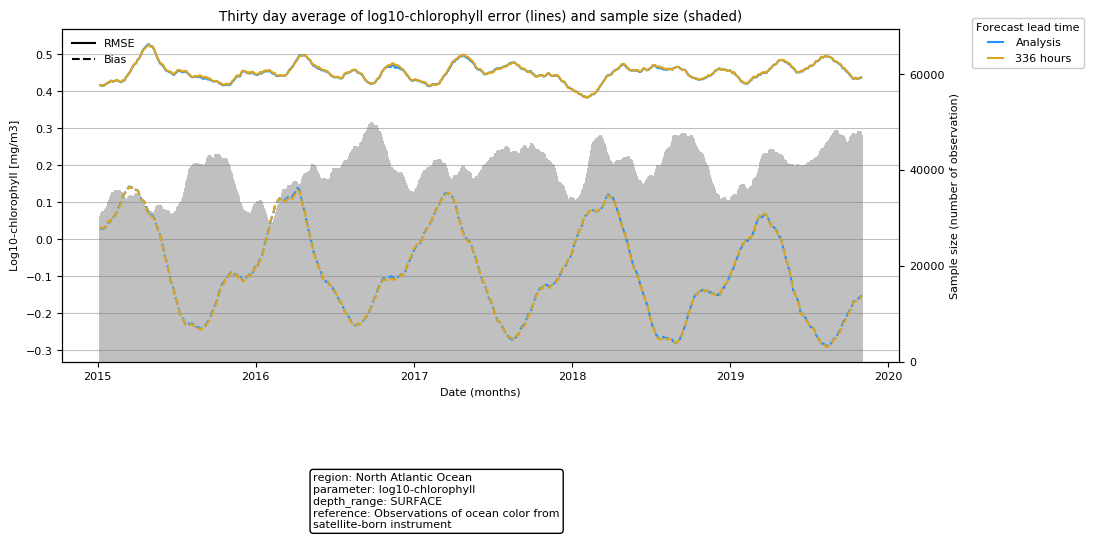 Thirty day average of log10-chlorophyll error (lines) and sample size (shaded)
RMSE
Bias
Forecast lead time
Analysis
336 hours
Log10-chlorophyll [mg/m3]
0.5
0.4
0.3
0.2
0.1
0.0
−0.1
−0.2
−0.3
60000
40000
20000
0
Sample size (number of observation)
2015
2016
2017
2018
2019
2020
Date (months)
region: North Atlantic Ocean
parameter: log10-chlorophyll
depth_range: SURFACE
reference: Observations of ocean color from
satellite-born instrument